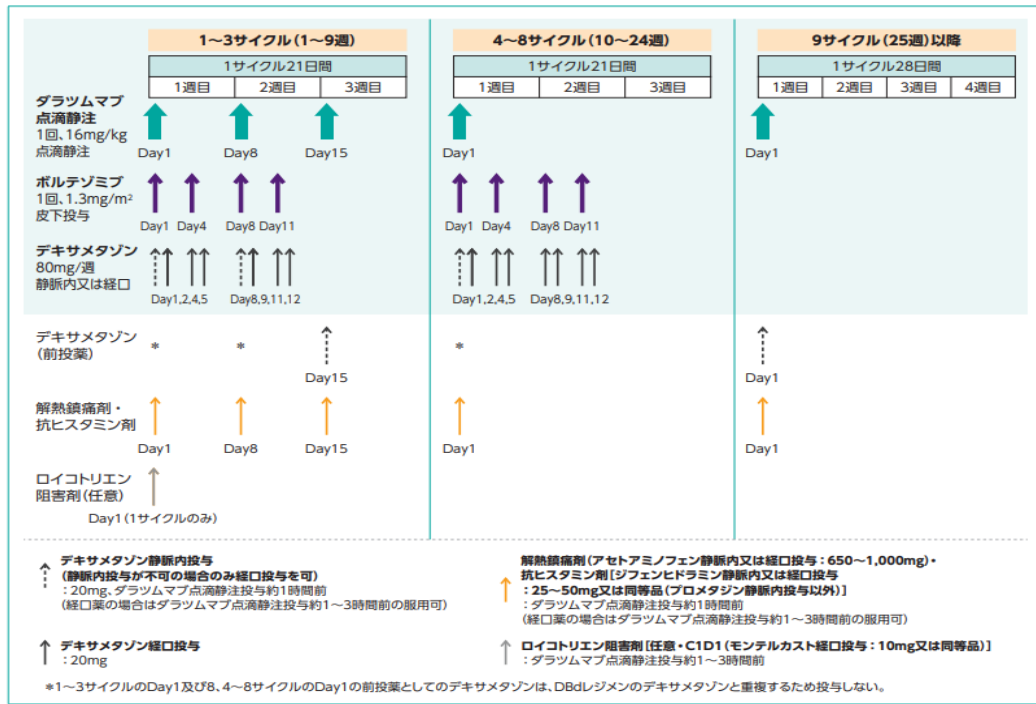 1〜3サイクル(1〜9週)
4〜8サイクル(10〜24週)
9サイクル(25週)以降
1サイクル21日間
1サイクル21日間
1サイクル28日間
1週目 2週目 3週目
1週目 2週目 3週目
1週目 2週目 3週目 4週目
ダラツムマブ
点滴静注
1回、16mg/kg
点滴静注
Day1 Day8 Day15
Day1
Day1
ボルテゾミブ
1回、1.3mg/m²
皮下投与
Day1 Day4 Day8 Day11
Day1 Day4 Day8 Day11
デキサメタゾン
80mg/週
静脈内又は経口
Day1,2,4,5 Day8,9,11,12
Day1,2,4,5 Day8,9,11,12
デキサメタゾン
(前投薬)
* * Day15
*
Day1
解熱鎮痛剤・
抗ヒスタミン剤
Day1 Day8 Day15
Day1
Day1
ロイコトリエン
阻害剤(任意)
Day1(1サイクルのみ)
デキサメタゾン静脈内投与
(静脈内投与が不可の場合のみ経口投与を可)
:20mg、ダラツムマブ点滴静注投与約1時間前
(経口薬の場合はダラツムマブ点滴静注投与約1〜3時間前の服用可)
デキサメタゾン経口投与
:20mg
解熱鎮痛剤(アセトアミノフェン静脈内又は経口投与:650〜1,000mg)・
抗ヒスタミン剤[ジフェンヒドラミン静脈内又は経口投与
:25〜50mg又は同等品(プロメタジン静脈内投与以外)]
:ダラツムマブ点滴静注投与約1時間前
(経口薬の場合はダラツムマブ点滴静注投与約1〜3時間前の服用可)
ロイコトリエン阻害剤[任意・C1D1(モンテルカスト経口投与:10mg又は同等品)]
:ダラツムマブ点滴静注投与約1〜3時間前
*1〜3サイクルのDay1及び8、4〜8サイクルのDay1の前投薬としてのデキサメタゾンは、DBdレジメンのデキサメタゾンと重複するため投与しない。